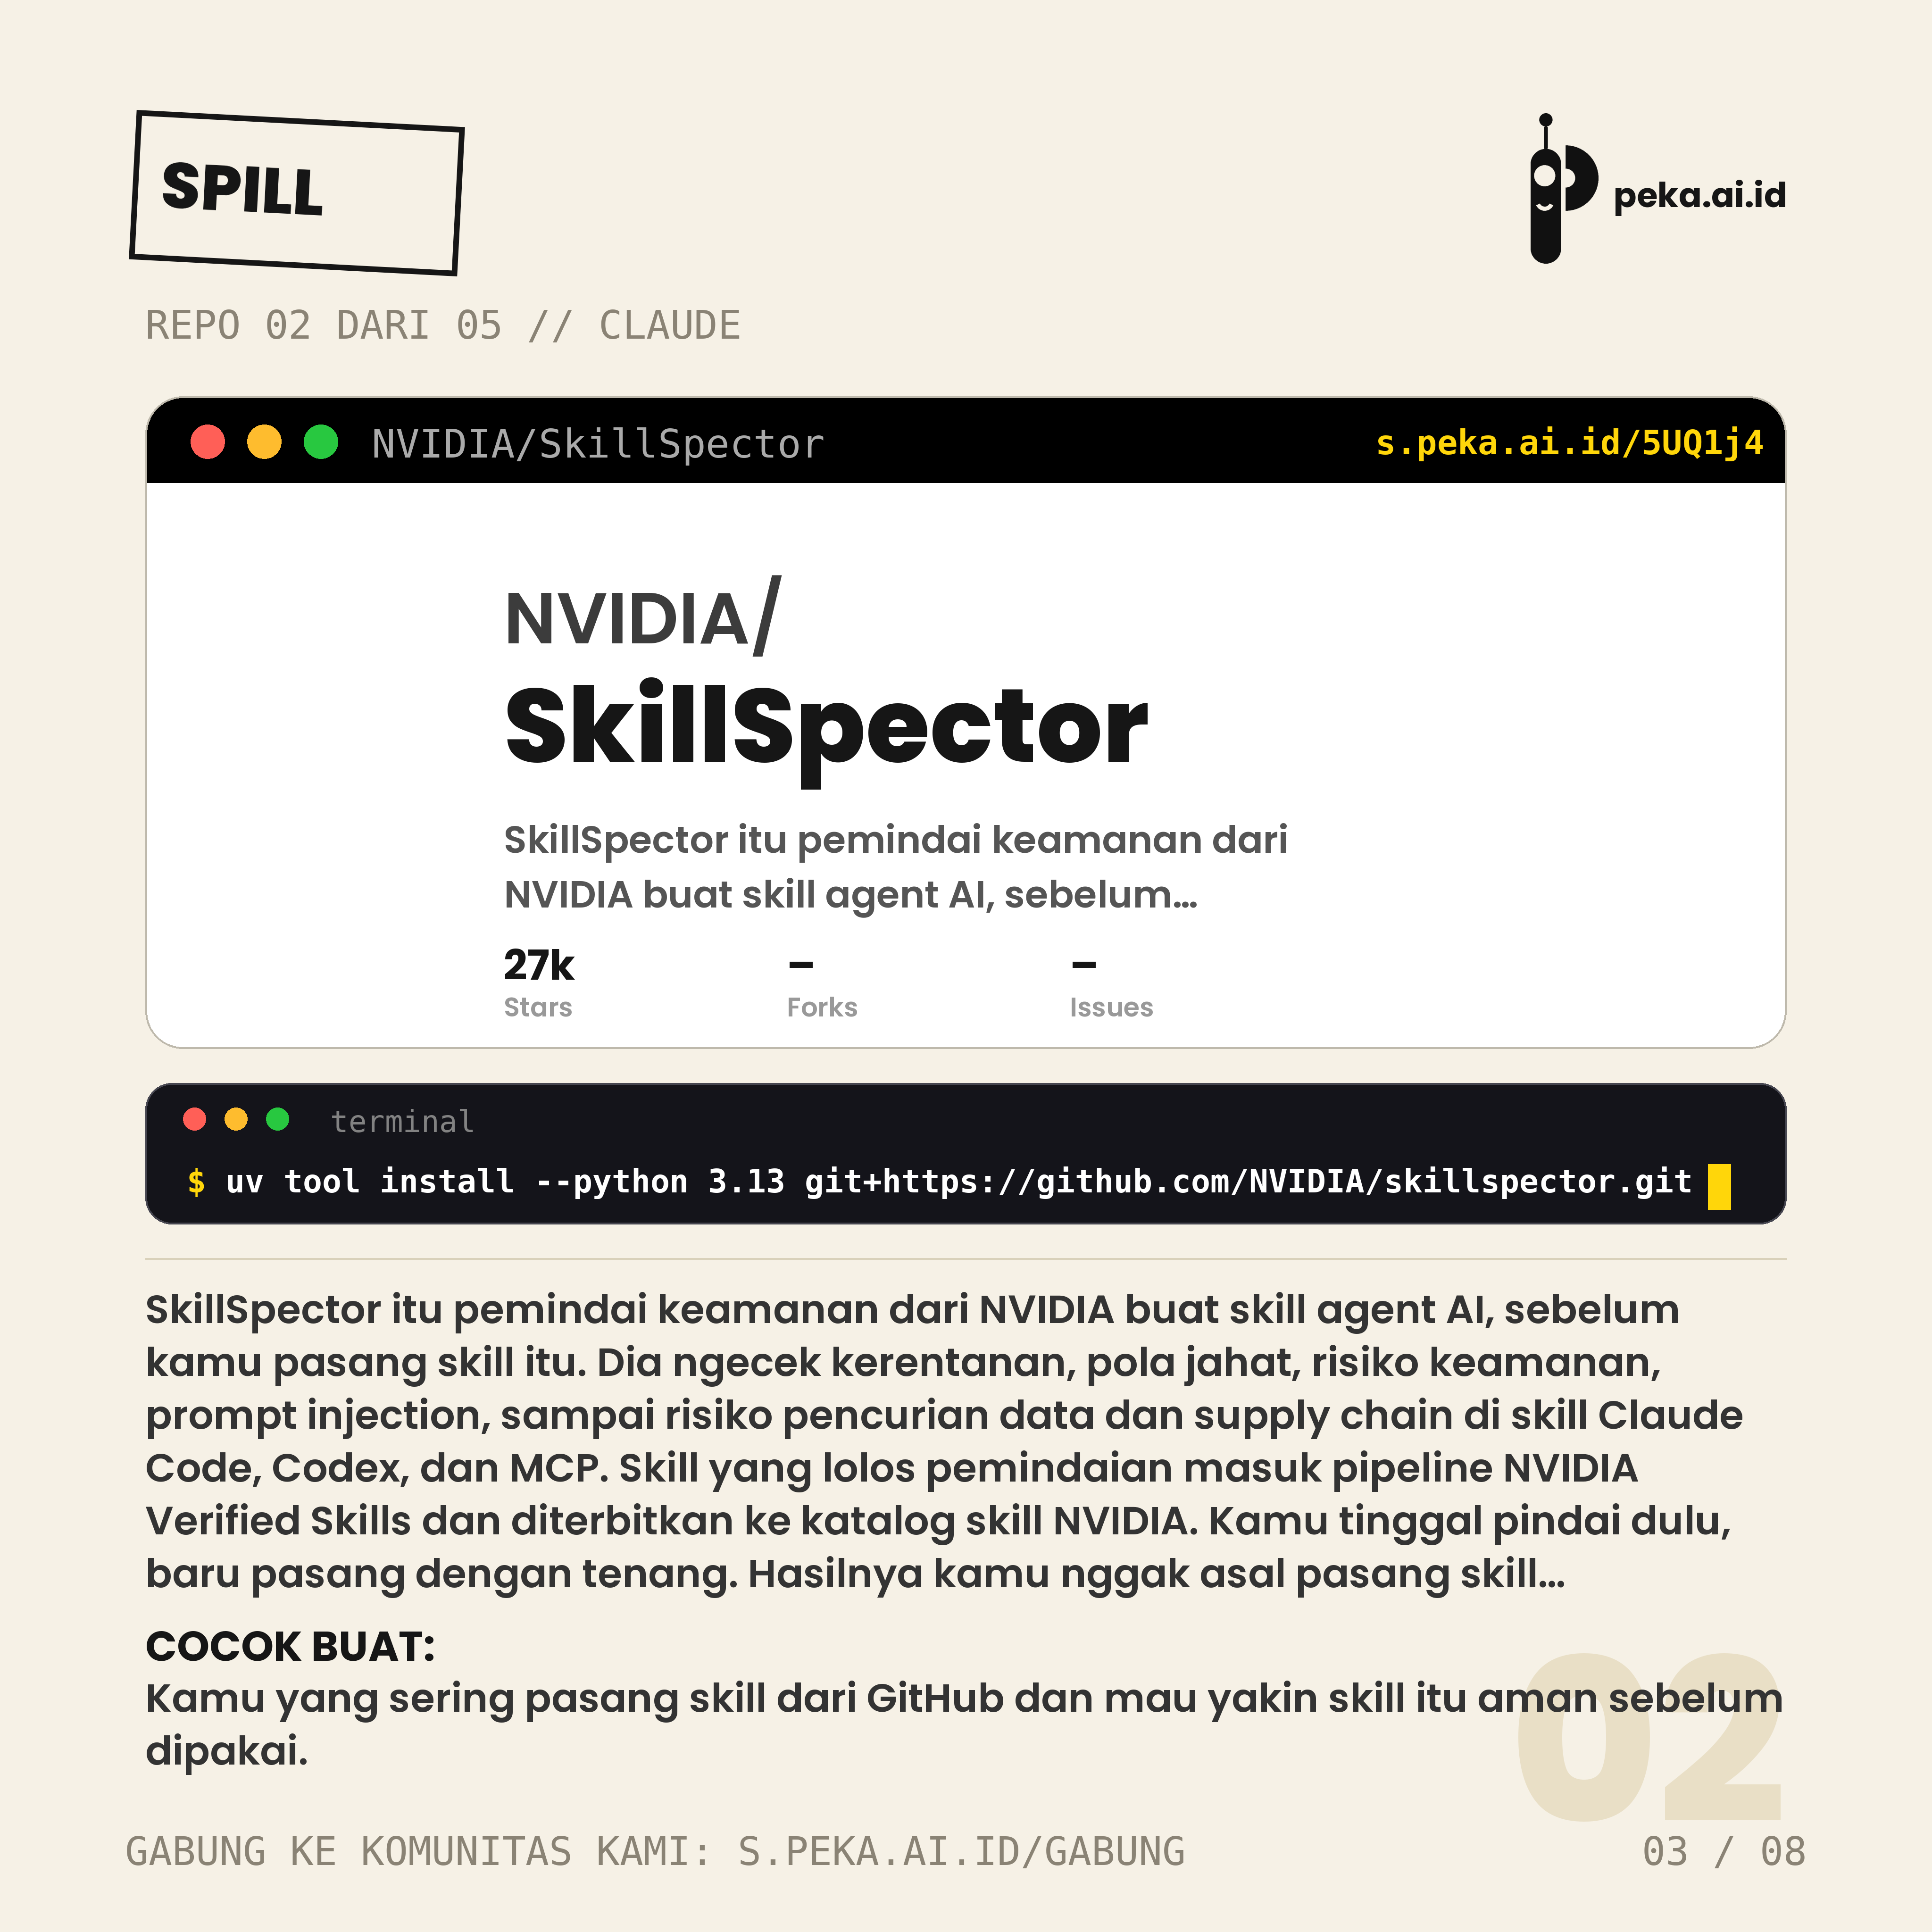 SPILL
peka.ai.id
REPO 02 DARI 05 // CLAUDE
NVIDIA/SkillSpector
s.peka.ai.id/5UQ1j4
NVIDIA/
SkillSpector
SkillSpector itu pemindai keamanan dari
NVIDIA buat skill agent AI, sebelum...
27k – –
Stars Forks Issues
terminal
$ uv tool install --python 3.13 git+https://github.com/NVIDIA/skillspector.git
SkillSpector itu pemindai keamanan dari NVIDIA buat skill agent AI, sebelum
kamu pasang skill itu. Dia ngecek kerentanan, pola jahat, risiko keamanan,
prompt injection, sampai risiko pencurian data dan supply chain di skill Claude
Code, Codex, dan MCP. Skill yang lolos pemindaian masuk pipeline NVIDIA
Verified Skills dan diterbitkan ke katalog skill NVIDIA. Kamu tinggal pindai dulu,
baru pasang dengan tenang. Hasilnya kamu nggak asal pasang skill...
COCOK BUAT:
Kamu yang sering pasang skill dari GitHub dan mau yakin skill itu aman sebelum
dipakai.
02
GABUNG KE KOMUNITAS KAMI: S.PEKA.AI.ID/GABUNG
03 / 08